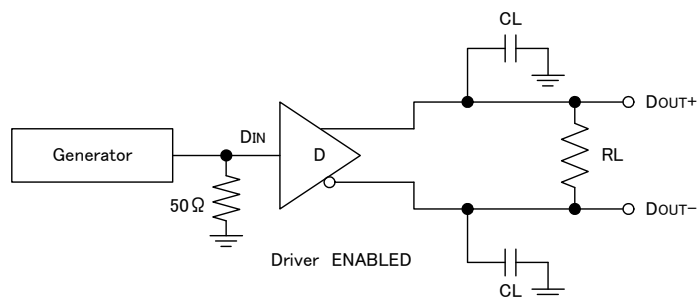 CL
DOUT+
DIN
Generator
D
RL
50Ω
DOUT−
Driver ENABLED
CL